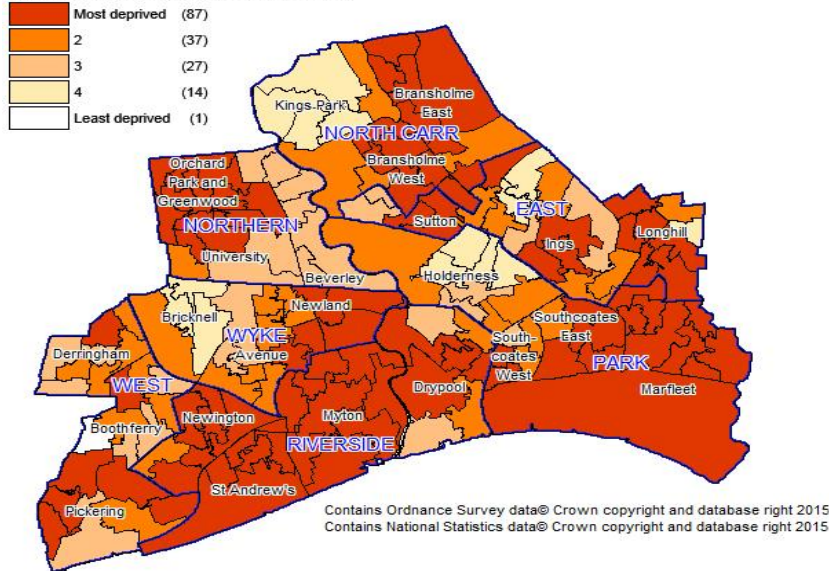 Most deprived (87)
2 (37)
3 (27)
4 (14)
Least deprived (1)
Kings Park
Bransholme
East
NORTH CARR
Orchard
Park and
Greenwood
Bransholme
West
NORTHERN
Sutton
EAST
Ings
Longhill
University
Beverley
Holderness
Bricknell
Newland
WYKE
Avenue
Southcoates
East
South-
coates
West
PARK
Derringham
WEST
Drypool
Marfleet
Boothferry
Newington
Myton
RIVERSIDE
St Andrew's
Pickering
Contains Ordnance Survey data© Crown copyright and database right 2015
Contains National Statistics data© Crown copyright and database right 2015